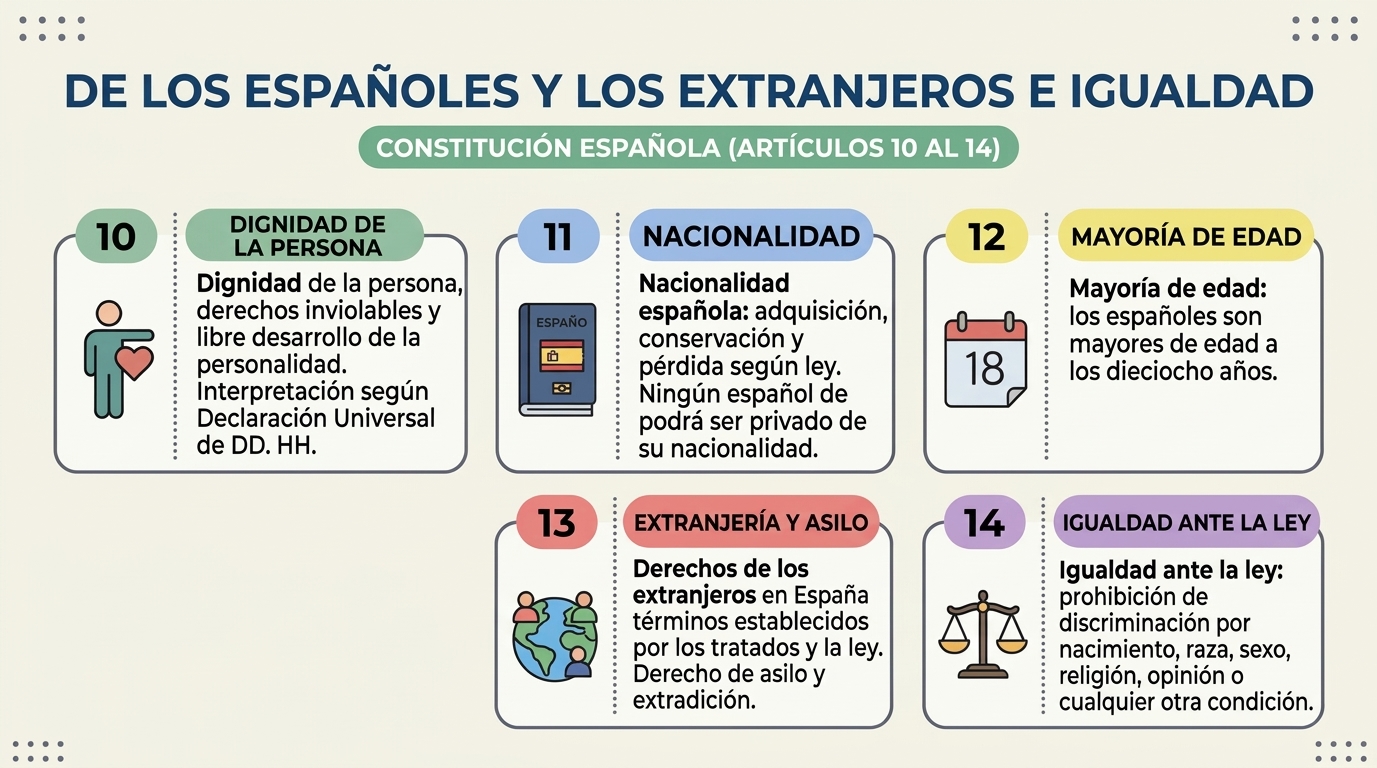 DE LOS ESPAÑOLES Y LOS EXTRANJEROS E IGUALDAD
CONSTITUCIÓN ESPAÑOLA (ARTÍCULOS 10 AL 14)
10
DIGNIDAD DE
LA PERSONA
Dignidad de la persona,
derechos inviolables y
libre desarrollo de la
personalidad.
Interpretación según
Declaración Universal
de DD. HH.
11
NACIONALIDAD
ESPAÑO
Nacionalidad
española: adquisición,
conservación y
pérdida según ley.
Ningún español de
podrá ser privado de
su nacionalidad.
12
MAYORÍA DE EDAD
18
Mayoría de edad:
los españoles son
mayores de edad a
los dieciocho años.
13
EXTRANJERÍA Y ASILO
Derechos de los
extranjeros en España
términos establecidos
por los tratados y la ley.
Derecho de asilo y
extradición.
14
IGUALDAD ANTE LA LEY
Igualdad ante la ley:
prohibición de
discriminación por
nacimiento, raza, sexo,
religión, opinión o
cualquier otra condición.